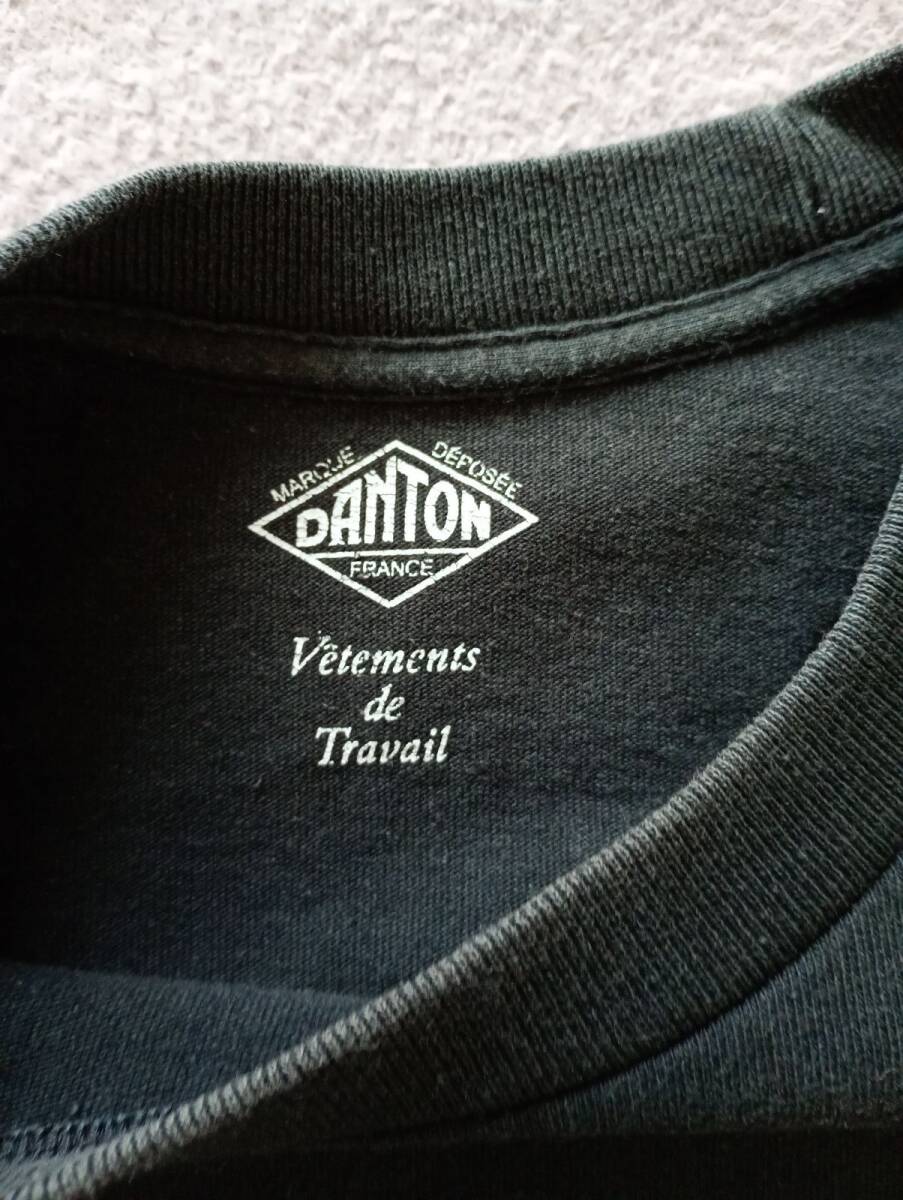 MARQUE DÉPOSÉE
DANTON
FRANCE
Vêtements
de
Travail